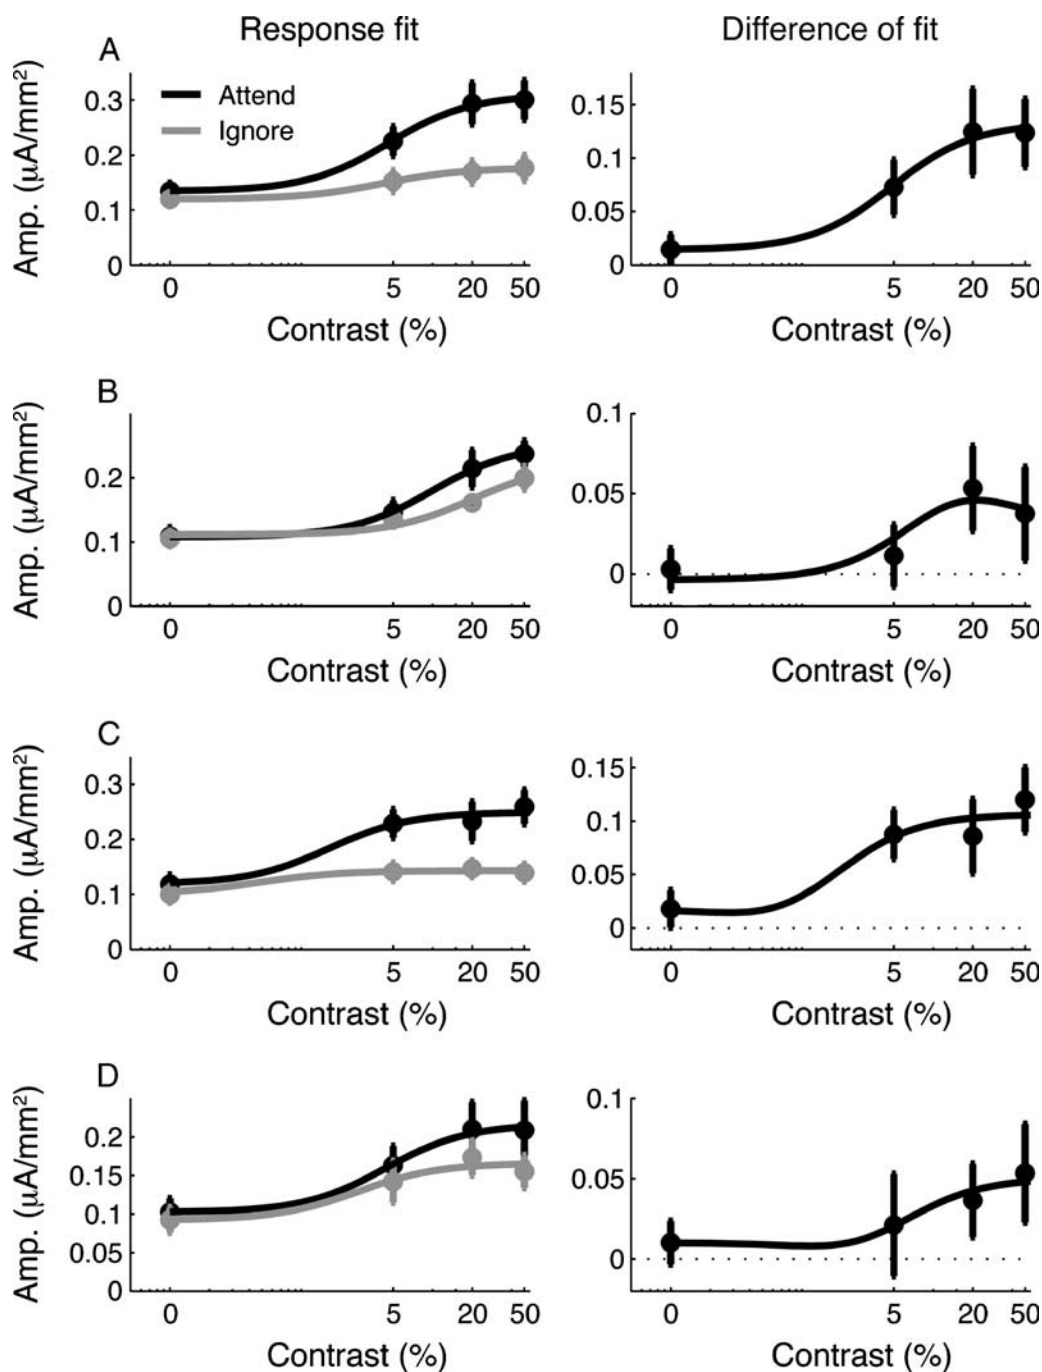 Response fit
Difference of fit
A
Amp. (μA/mm²)
0.3
0.2
0.1
0
Attend
Ignore
0 5 20 50
Contrast (%)
0.15
0.1
0.05
0
0 5 20 50
Contrast (%)
B
Amp. (μA/mm²)
0.2
0.1
0
0 5 20 50
Contrast (%)
0.1
0.05
0
0 5 20 50
Contrast (%)
C
Amp. (μA/mm²)
0.3
0.2
0.1
0
0 5 20 50
Contrast (%)
0.15
0.1
0.05
0
0 5 20 50
Contrast (%)
D
Amp. (μA/mm²)
0.2
0.15
0.1
0.05
0
0 5 20 50
Contrast (%)
0.1
0.05
0
0 5 20 50
Contrast (%)